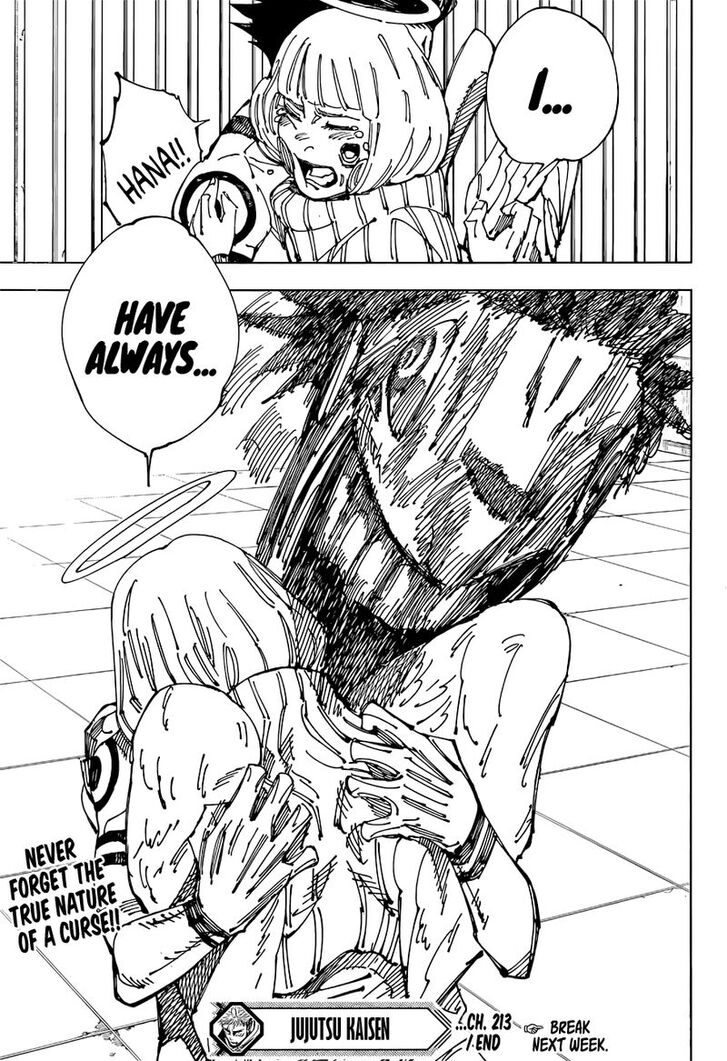 I...
HANA!!
HAVE
ALWAYS...
NEVER
FORGET THE
TRUE NATURE
OF A CURSE!!
JUJUTSU KAISEN
...CH. 213
/ END
☞ BREAK
NEXT WEEK.